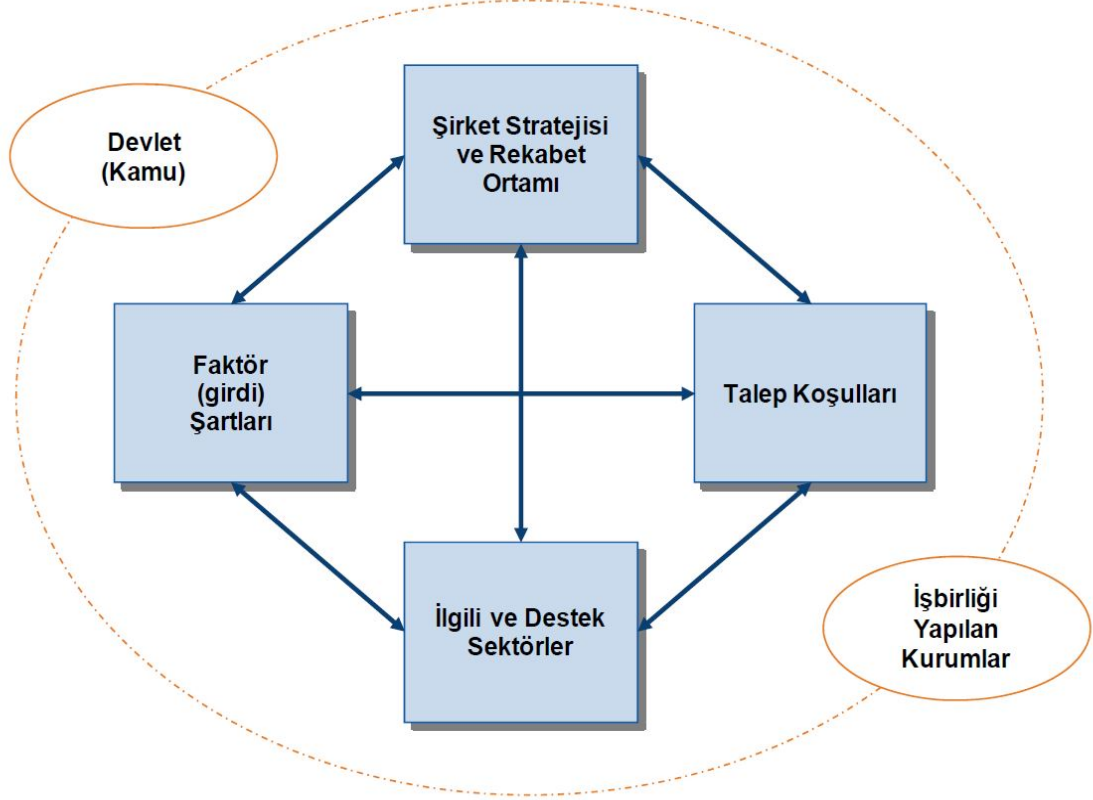 Devlet
(Kamu)
Şirket Stratejisi
ve Rekabet
Ortamı
Faktör
(girdi)
Şartları
Talep Koşulları
İlgili ve Destek
Sektörler
İşbirliği
Yapılan
Kurumlar